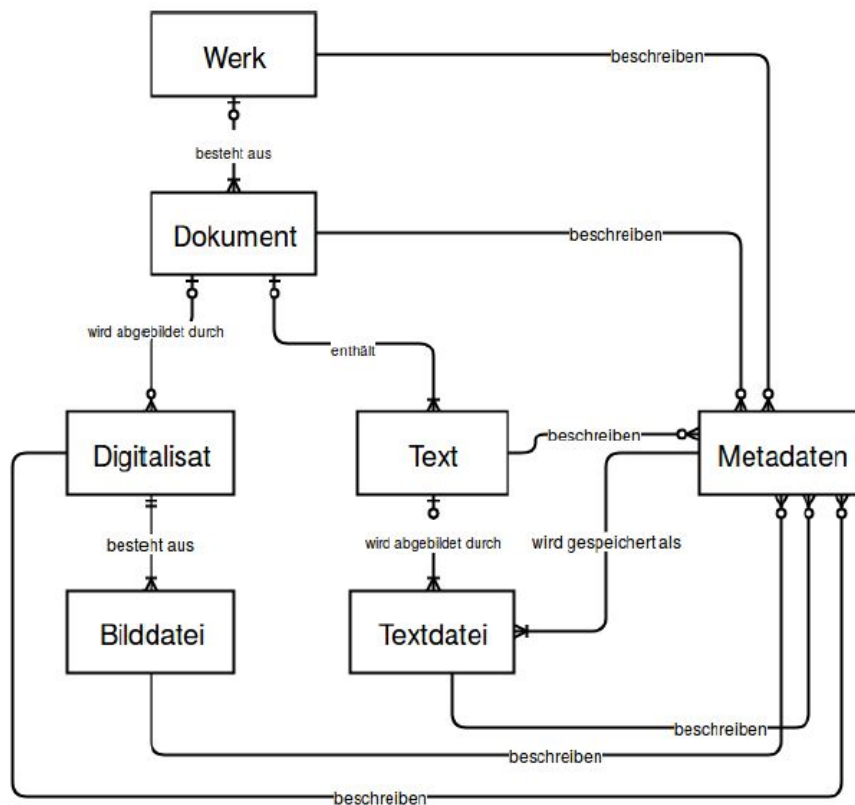 Werk
beschreiben
besteht aus
Dokument
beschreiben
wird abgebildet durch
enthält
Digitalisat
Text
beschreiben
Metadaten
besteht aus
wird abgebildet durch
wird gespeichert als
Bilddatei
Textdatei
beschreiben
beschreiben
beschreiben